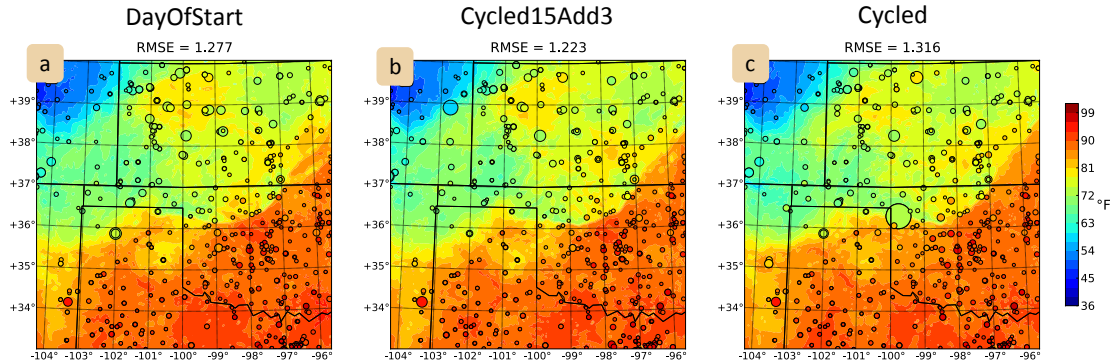 DayOfStart
Cycled15Add3
Cycled
RMSE = 1.277
RMSE = 1.223
RMSE = 1.316
a
b
c
+39°
+38°
+37°
+36°
+35°
+34°
-104° -103° -102° -101° -100° -99° -98° -97° -96°
+39°
+38°
+37°
+36°
+35°
+34°
-104° -103° -102° -101° -100° -99° -98° -97° -96°
+39°
+38°
+37°
+36°
+35°
+34°
-104° -103° -102° -101° -100° -99° -98° -97° -96°
99
90
81
72
63
54
45
36
°F